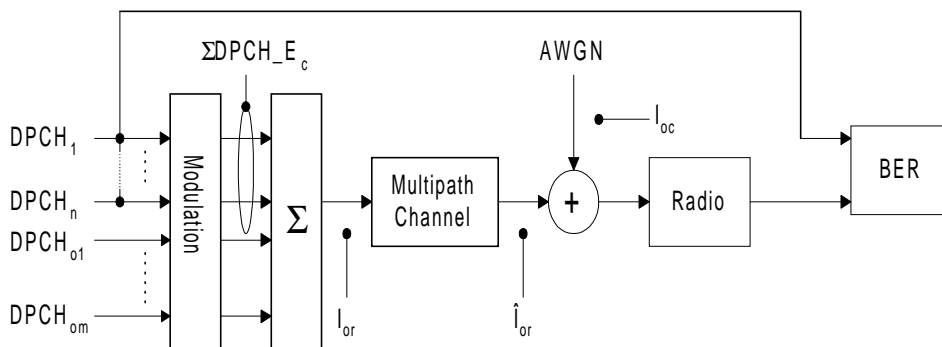 ΣDPCH_E_c
AWGN
I_oc
DPCH_1
DPCH_n
DPCH_o1
DPCH_om
Modulation
Σ
Multipath
Channel
+
Radio
BER
I_or
Î_or